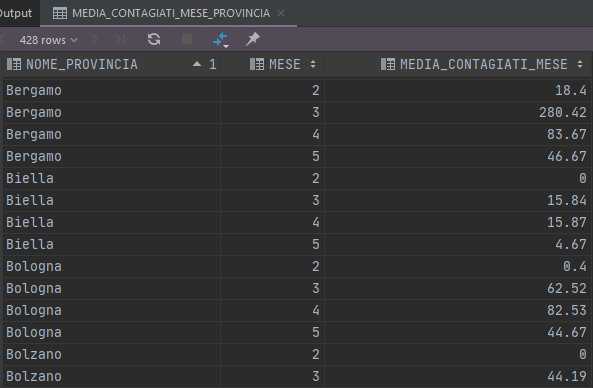 Output MEDIA_CONTAGIATI_MESE_PROVINCIA
428 rows
NOME_PROVINCIA 1 MESE MEDIA_CONTAGIATI_MESE
Bergamo 2 18.4
Bergamo 3 280.42
Bergamo 4 83.67
Bergamo 5 46.67
Biella 2 0
Biella 3 15.84
Biella 4 15.87
Biella 5 4.67
Bologna 2 0.4
Bologna 3 62.52
Bologna 4 82.53
Bologna 5 44.67
Bolzano 2 0
Bolzano 3 44.19